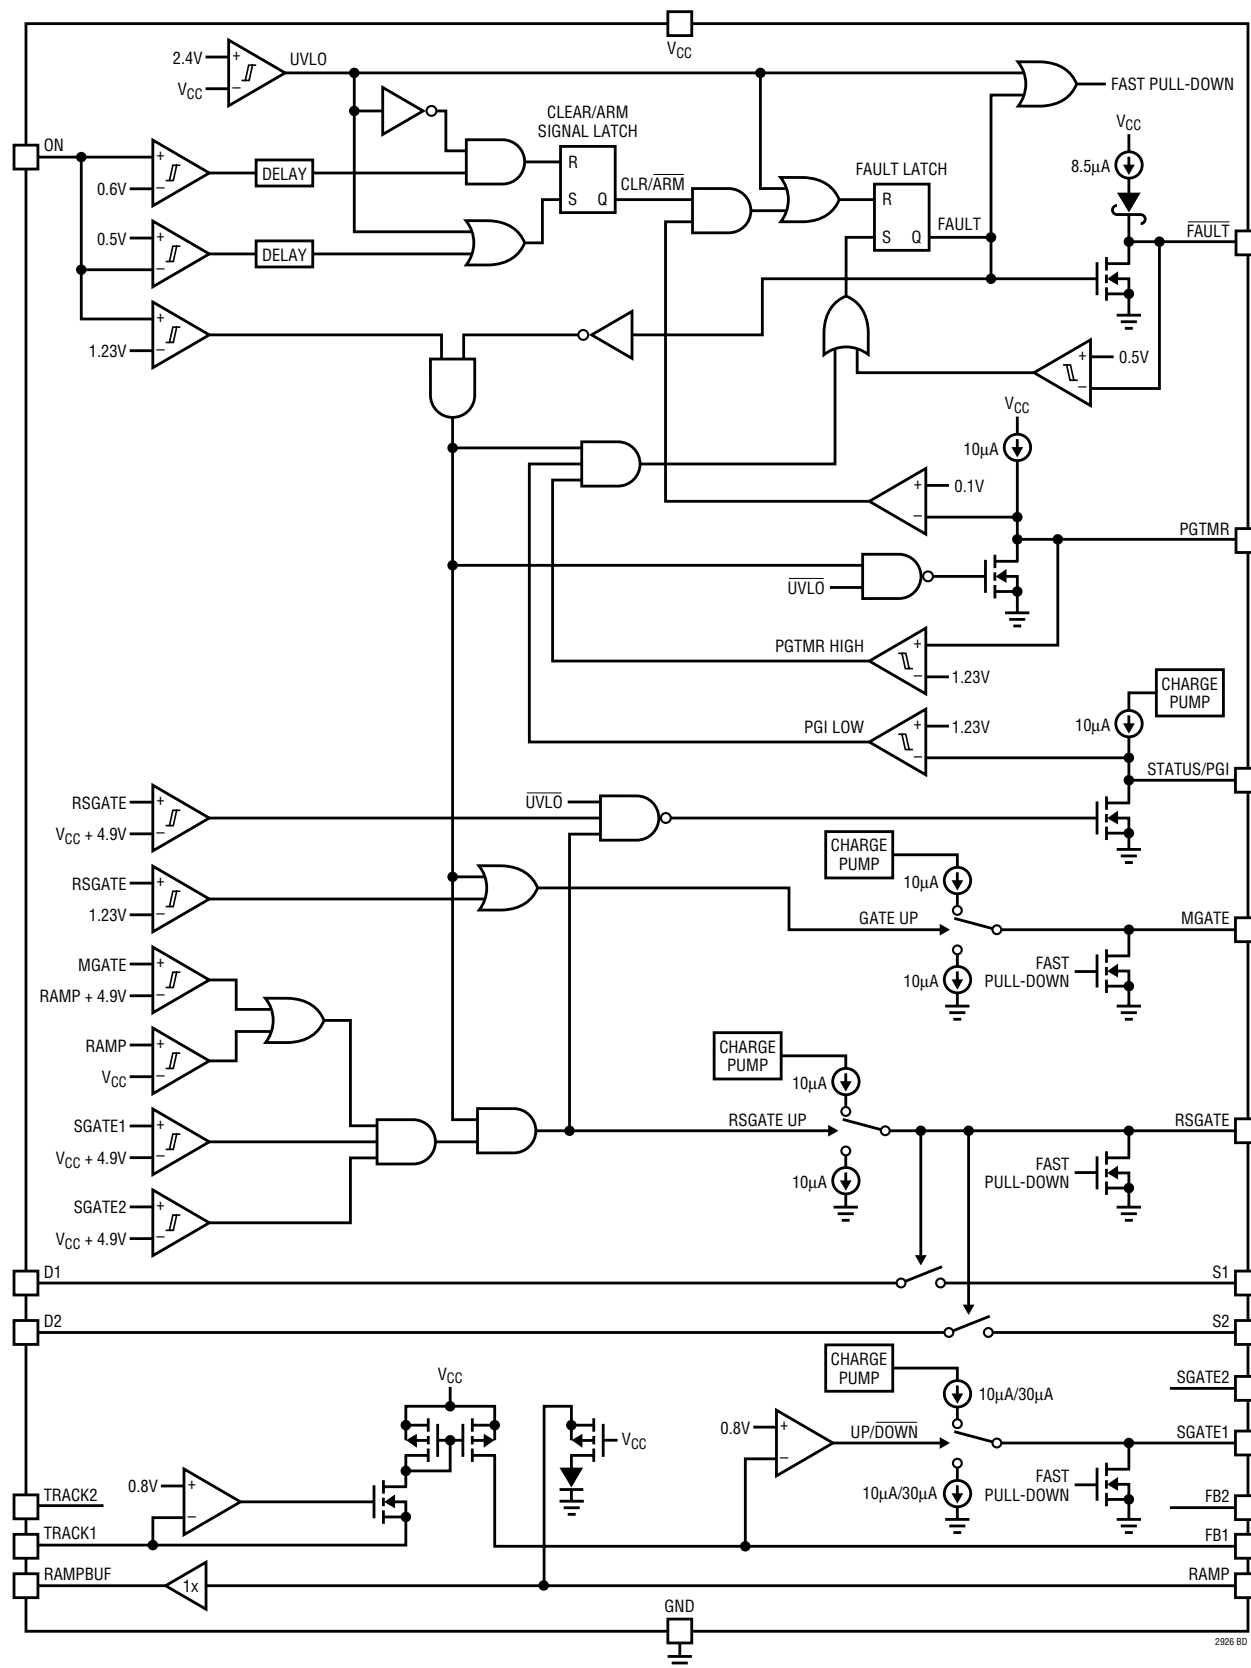 VCC
2.4V
UVLO
VCC
FAST PULL-DOWN
CLEAR/ARM
SIGNAL LATCH
VCC
ON
8.5µA
DELAY
R
S Q
CLR/A̅R̅M̅
FAULT LATCH
R
S Q
FAULT
0.6V
F̅A̅U̅L̅T̅
0.5V
DELAY
1.23V
0.5V
VCC
10µA
0.1V
PGTMR
U̅V̅L̅O̅
PGTMR HIGH
1.23V
CHARGE
PUMP
PGI LOW
1.23V
10µA
STATUS/PGI
RSGATE
VCC + 4.9V
U̅V̅L̅O̅
CHARGE
PUMP
10µA
RSGATE
1.23V
GATE UP
MGATE
MGATE
RAMP + 4.9V
10µA
FAST
PULL-DOWN
RAMP
VCC
CHARGE
PUMP
10µA
SGATE1
VCC + 4.9V
RSGATE UP
RSGATE
10µA
FAST
PULL-DOWN
SGATE2
VCC + 4.9V
D1
S1
D2
S2
CHARGE
PUMP
VCC
10µA/30µA
SGATE2
0.8V
UP/D̅O̅W̅N̅
SGATE1
VCC
0.8V
10µA/30µA
FAST
PULL-DOWN
TRACK2
FB2
TRACK1
FB1
RAMPBUF
1x
RAMP
GND
2926 BD
+
–
+
–
+
–
+
–
+
–
+
–
+
–
+
–
+
–
+
–
+
–
+
–
+
–
+
–
+
–
+
–